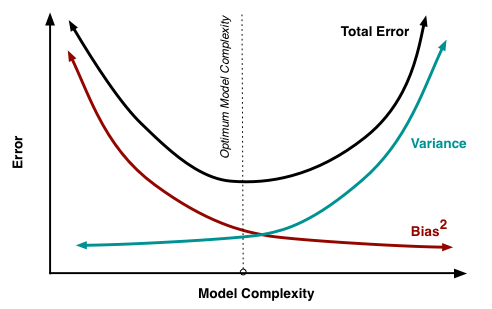 Total Error
Optimum Model Complexity
Variance
Error
Bias2
Model Complexity